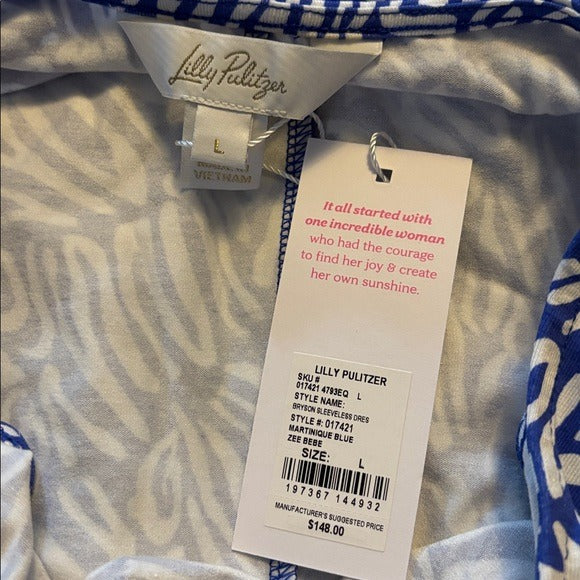 Lilly Pulitzer
L
MADE IN
VIETNAM
It all started with
one incredible woman
who had the courage
to find her joy & create
her own sunshine.
LILLY PULITZER
SKU #
017421 4793EQ L
STYLE NAME:
BRYSON SLEEVELESS DRES
STYLE #: 017421
MARTINIQUE BLUE
ZEE BEBE
SIZE: L
197367 144932
MANUFACTURER'S SUGGESTED PRICE
$148.00